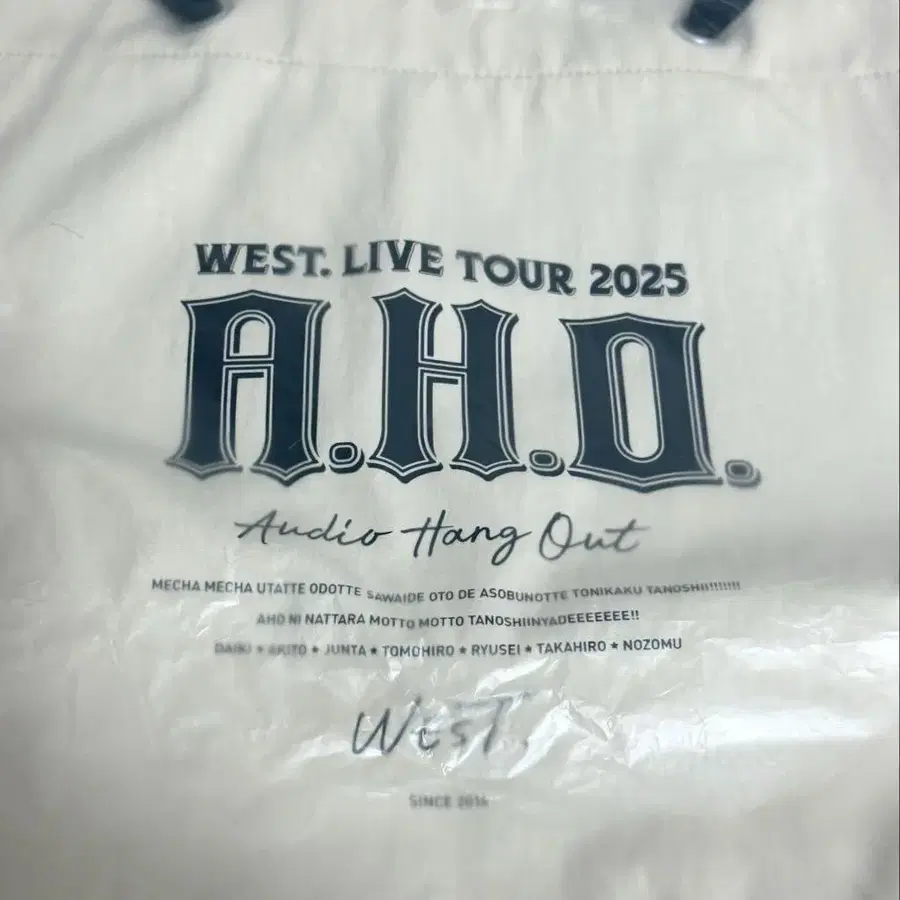 WEST. LIVE TOUR 2025
A.H.O.
Audio Hang Out
MECHA MECHA UTATTE ODOTTE SAWAIDE OTO DE ASOBUNOTTE TONIKAKU TANOSHII!!!!!!!
AHO NI NATTARA MOTTO MOTTO TANOSHIINYADEEEEEEE!!
DAIKI ★ AKITO ★ JUNTA ★ TOMOHIRO ★ RYUSEI ★ TAKAHIRO ★ NOZOMU
WEST.
SINCE 2014